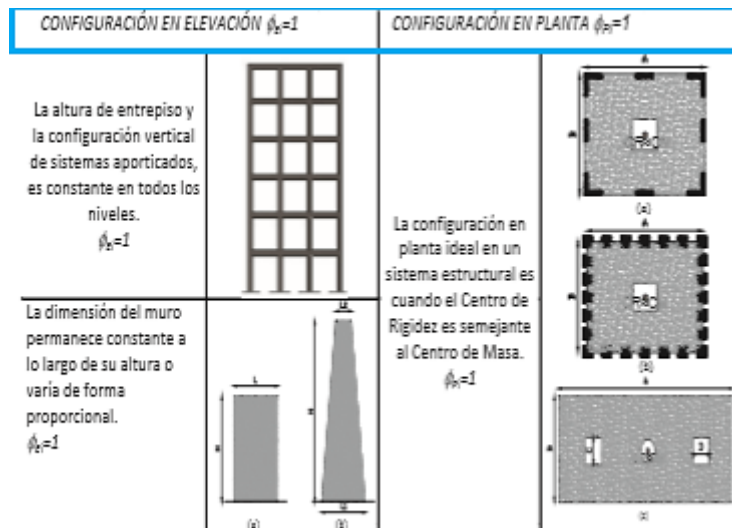 CONFIGURACIÓN EN ELEVACIÓN ϕEi=1
CONFIGURACIÓN EN PLANTA ϕPi=1
La altura de entrepiso y
la configuración vertical
de sistemas aporticados,
es constante en todos los
niveles.
ϕEi=1
La dimensión del muro
permanece constante a
lo largo de su altura o
varía de forma
proporcional.
ϕEi=1
La configuración en
planta ideal en un
sistema estructural es
cuando el Centro de
Rigidez es semejante
al Centro de Masa.
ϕPi=1
A
(a)
A
(b)
A
(c)
L
(a)
(b)